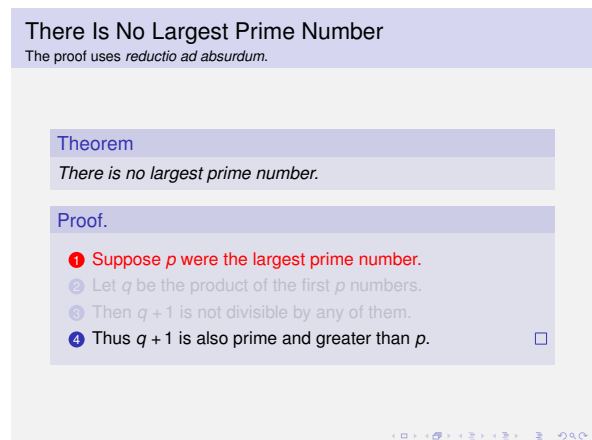 There Is No Largest Prime Number
The proof uses reductio ad absurdum.
Theorem
There is no largest prime number.
Proof.
1 Suppose p were the largest prime number.
2 Let q be the product of the first p numbers.
3 Then q + 1 is not divisible by any of them.
4 Thus q + 1 is also prime and greater than p.